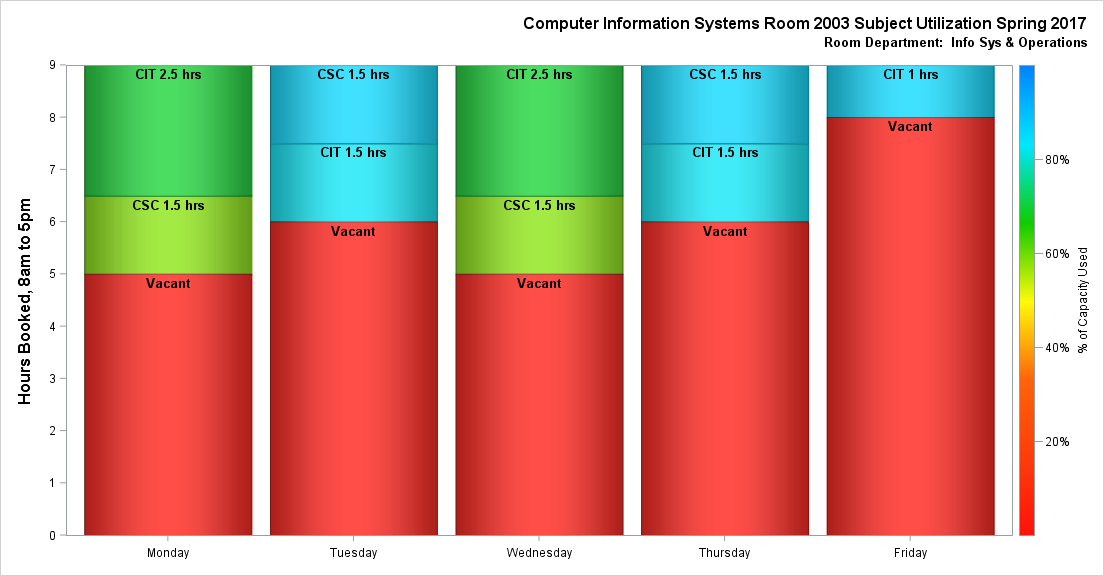 Computer Information Systems Room 2003 Subject Utilization Spring 2017
Room Department:  Info Sys & Operations
Hours Booked, 8am to 5pm
9
8
7
6
5
4
3
2
1
0
CIT 2.5 hrs
CSC 1.5 hrs
Vacant
CSC 1.5 hrs
CIT 1.5 hrs
Vacant
CIT 2.5 hrs
CSC 1.5 hrs
Vacant
CSC 1.5 hrs
CIT 1.5 hrs
Vacant
CIT 1 hrs
Vacant
Monday
Tuesday
Wednesday
Thursday
Friday
80%
60%
40%
20%
% of Capacity Used